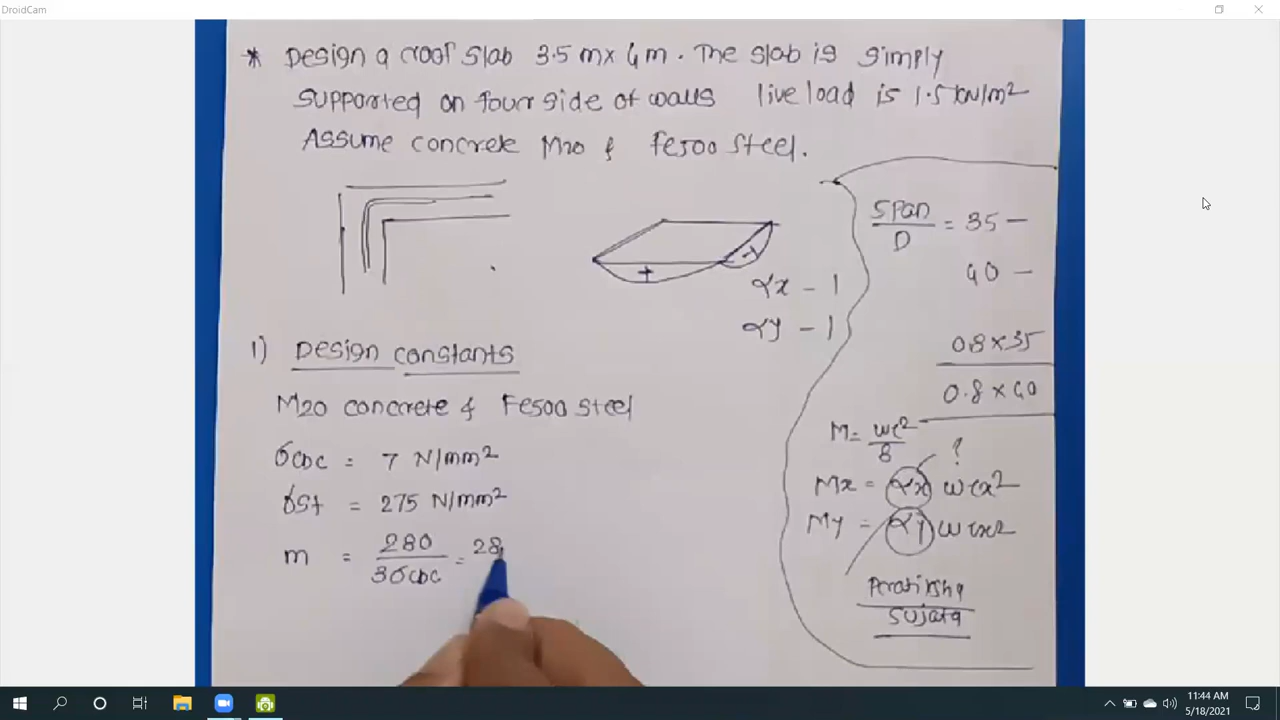 DroidCam
* Design a roof slab 3.5 m x 4 m. The slab is simply
supported on four side of walls live load is 1.5 kN/m²
Assume concrete M20 & Fe500 steel.
Span/D = 35 —
40 —
+
αx - 1
αy - 1
0.8 x 35
0.8 x 40
1) Design constants
M20 concrete & Fe500 steel
σcbc = 7 N/mm²
σst = 275 N/mm²
m = 280/3σcbc = 28
M = wl²/8
?
Mx = αx wlx²
My = αy wlx²
Sujata
11:44 AM
5/18/2021